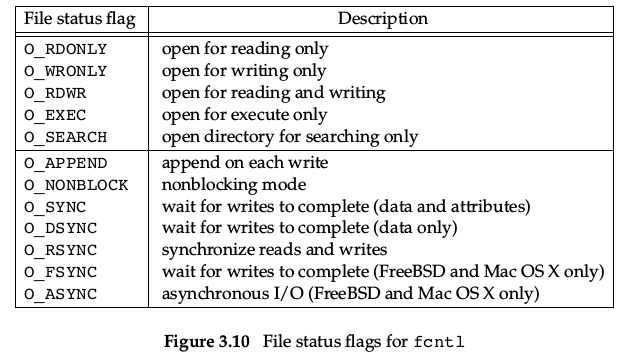 File status flag Description
O_RDONLY open for reading only
O_WRONLY open for writing only
O_RDWR open for reading and writing
O_EXEC open for execute only
O_SEARCH open directory for searching only
O_APPEND append on each write
O_NONBLOCK nonblocking mode
O_SYNC wait for writes to complete (data and attributes)
O_DSYNC wait for writes to complete (data only)
O_RSYNC synchronize reads and writes
O_FSYNC wait for writes to complete (FreeBSD and Mac OS X only)
O_ASYNC asynchronous I/O (FreeBSD and Mac OS X only)
Figure 3.10 File status flags for fcntl